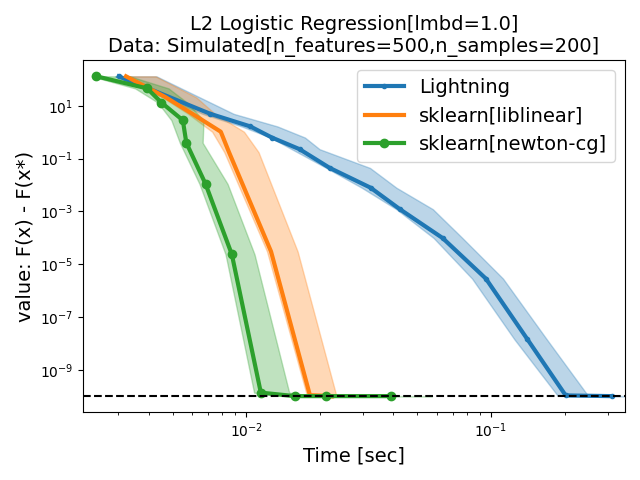 L2 Logistic Regression[lmbd=1.0]
Data: Simulated[n_features=500,n_samples=200]
Lightning
sklearn[liblinear]
sklearn[newton-cg]
value: F(x) - F(x*)
10¹
10⁻¹
10⁻³
10⁻⁵
10⁻⁷
10⁻⁹
10⁻²
10⁻¹
Time [sec]